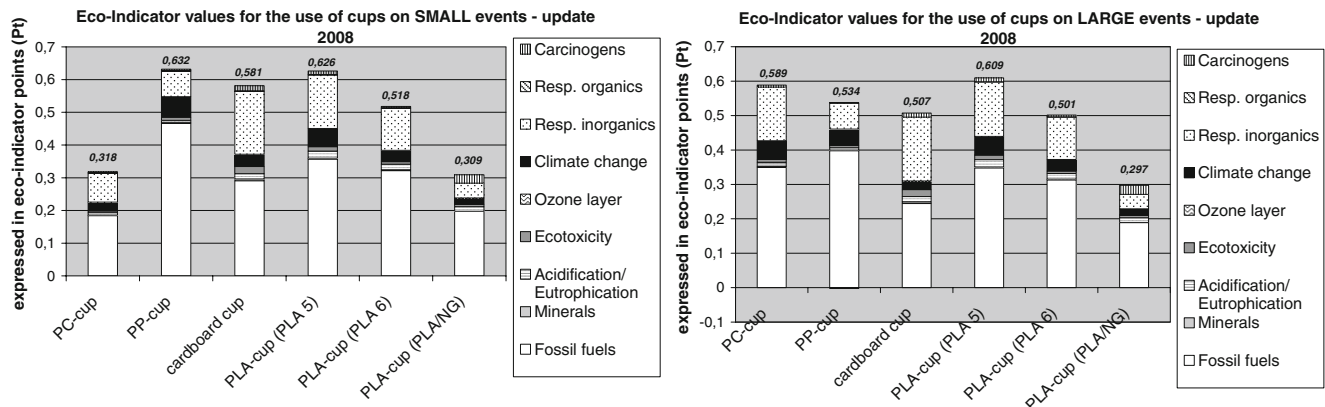 Eco-Indicator values for the use of cups on SMALL events - update
2008
expressed in eco-indicator points (Pt)
0,7
0,6
0,5
0,4
0,3
0,2
0,1
0
0,318
0,632
0,581
0,626
0,518
0,309
PC-cup
PP-cup
cardboard cup
PLA-cup (PLA 5)
PLA-cup (PLA 6)
PLA-cup (PLA/NG)
Carcinogens
Resp. organics
Resp. inorganics
Climate change
Ozone layer
Ecotoxicity
Acidification/
Eutrophication
Minerals
Fossil fuels
Eco-Indicator values for the use of cups on LARGE events - update
2008
expressed in eco-indicator points (Pt)
0,7
0,6
0,5
0,4
0,3
0,2
0,1
0
-0,1
0,589
0,534
0,507
0,609
0,501
0,297
PC-cup
PP-cup
cardboard cup
PLA-cup (PLA 5)
PLA-cup (PLA 6)
PLA-cup (PLA/NG)
Carcinogens
Resp. organics
Resp. inorganics
Climate change
Ozone layer
Ecotoxicity
Acidification/
Eutrophication
Minerals
Fossil fuels